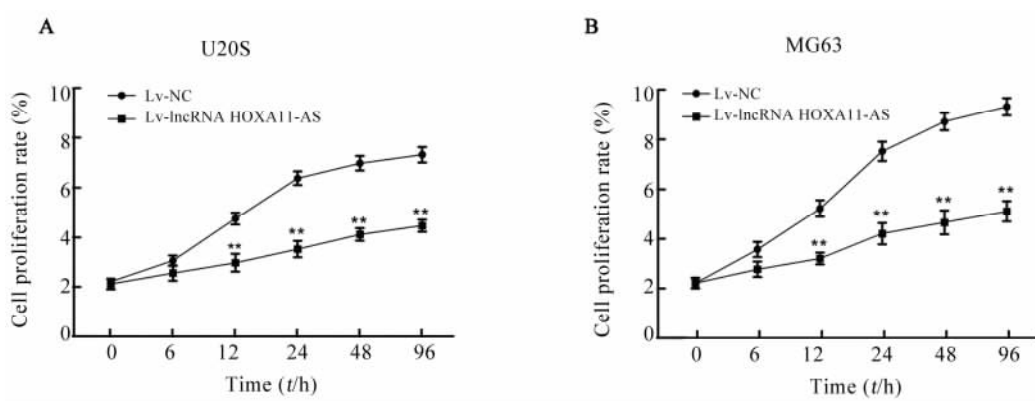 A
U20S
Cell proliferation rate (%)
10
8
6
4
2
0
Lv-NC
Lv-lncRNA HOXA11-AS
**
**
**
**
0 6 12 24 48 96
Time (t/h)
B
MG63
Cell proliferation rate (%)
10
8
6
4
2
0
Lv-NC
Lv-lncRNA HOXA11-AS
**
**
**
**
0 6 12 24 48 96
Time (t/h)